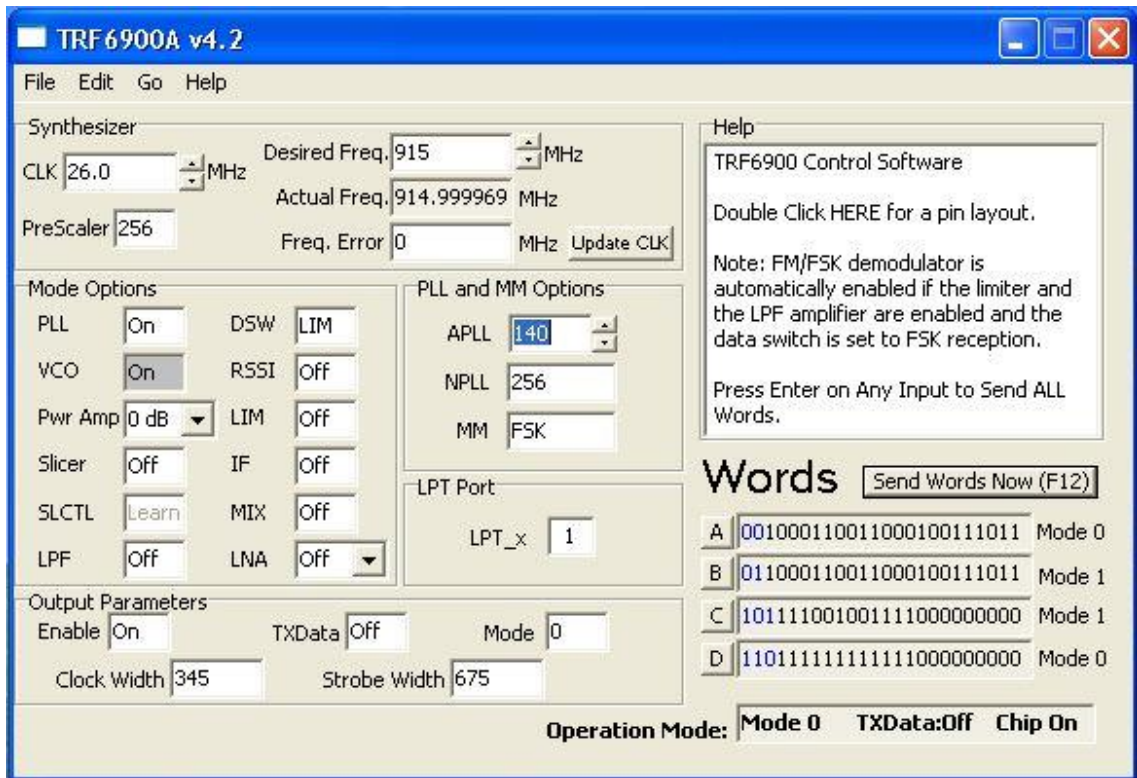 TRF6900A v4.2
File Edit Go Help
Synthesizer
CLK 26.0 MHz
Desired Freq. 915 MHz
Actual Freq. 914.999969 MHz
PreScaler 256
Freq. Error 0 MHz Update CLK
Mode Options
PLL On DSW LIM
VCO On RSSI Off
Pwr Amp 0 dB LIM Off
Slicer Off IF Off
SLCTL Learn MIX Off
LPF Off LNA Off
PLL and MM Options
APLL 140
NPLL 256
MM FSK
LPT Port
LPT_x 1
Output Parameters
Enable On TXData Off Mode 0
Clock Width 345 Strobe Width 675
Help
TRF6900 Control Software
Double Click HERE for a pin layout.
Note: FM/FSK demodulator is
automatically enabled if the limiter and
the LPF amplifier are enabled and the
data switch is set to FSK reception.
Press Enter on Any Input to Send ALL
Words.
Words Send Words Now (F12)
A 001000110011000100111011 Mode 0
B 011000110011000100111011 Mode 1
C 101111001001111000000000 Mode 1
D 110111111111111000000000 Mode 0
Operation Mode: Mode 0 TXData:Off Chip On